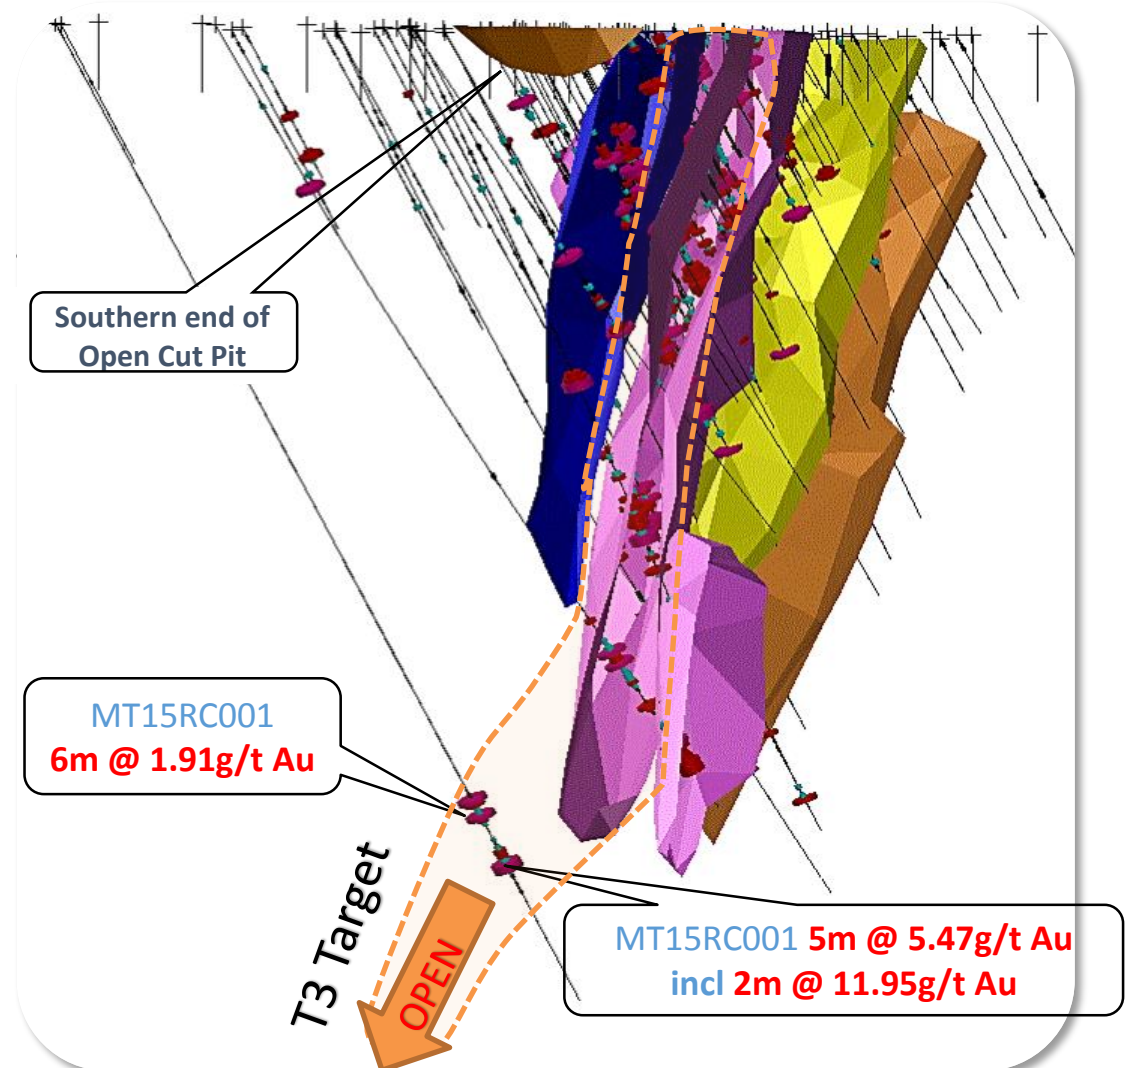 Southern end of
Open Cut Pit
MT15RC001
6m @ 1.91g/t Au
T3 Target
OPEN
MT15RC001 5m @ 5.47g/t Au
incl 2m @ 11.95g/t Au